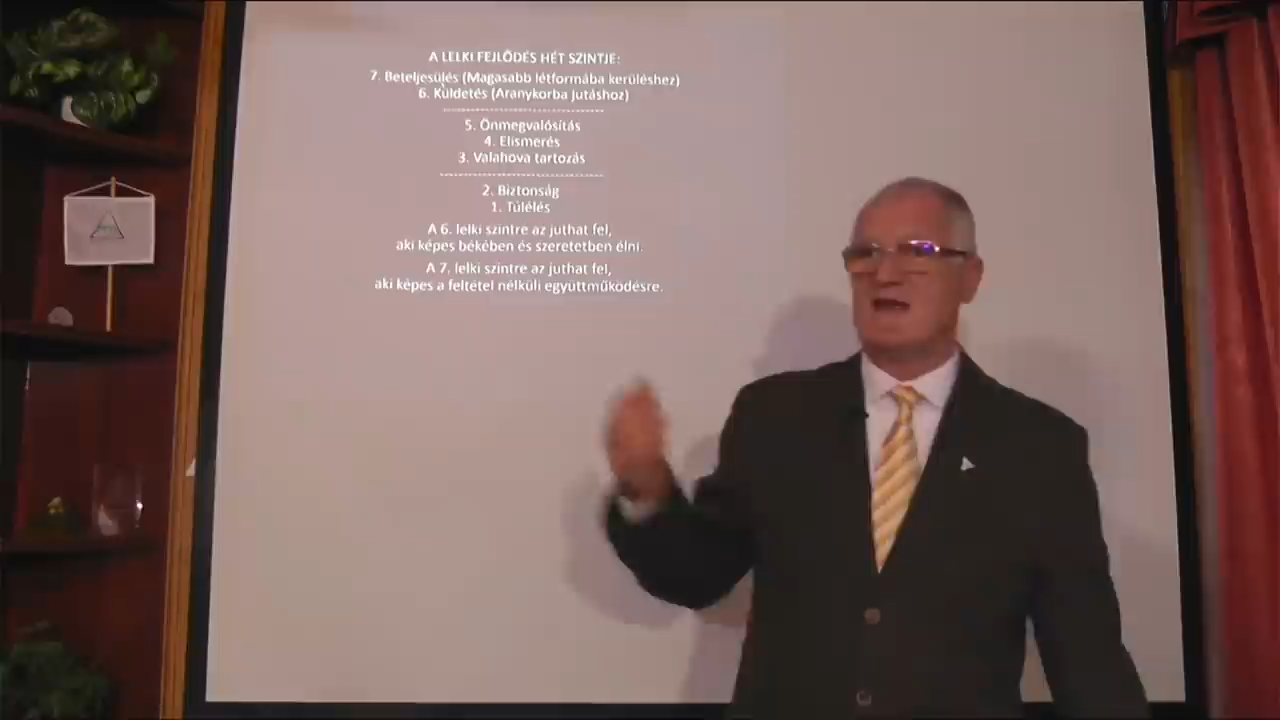 A LELKI FEJLŐDÉS HÉT SZINTJE:
7. Beteljesülés (Magasabb létformába kerüléshez)
6. Küldetés (Aranykorba jutáshoz)
5. Önmegvalósítás
4. Elismerés
3. Valahova tartozás
2. Biztonság
1. Túlélés
A 6. lelki szintre az juthat fel,
aki képes békében és szeretetben élni.
A 7. lelki szintre az juthat fel,
aki képes a feltétel nélküli együttműködésre.